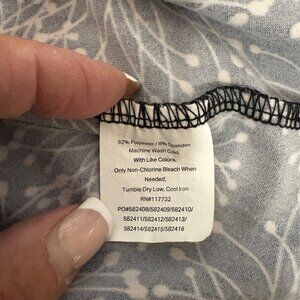 92% Polyester / 8% Spandex
Machine Wash Cold,
With Like Colors,
Only Non-Chlorine Bleach When
Needed,
Tumble Dry Low, Cool Iron
RN#117732
PO#582408/582409/582410/
582411/582412/582413/
582414/582415/582416